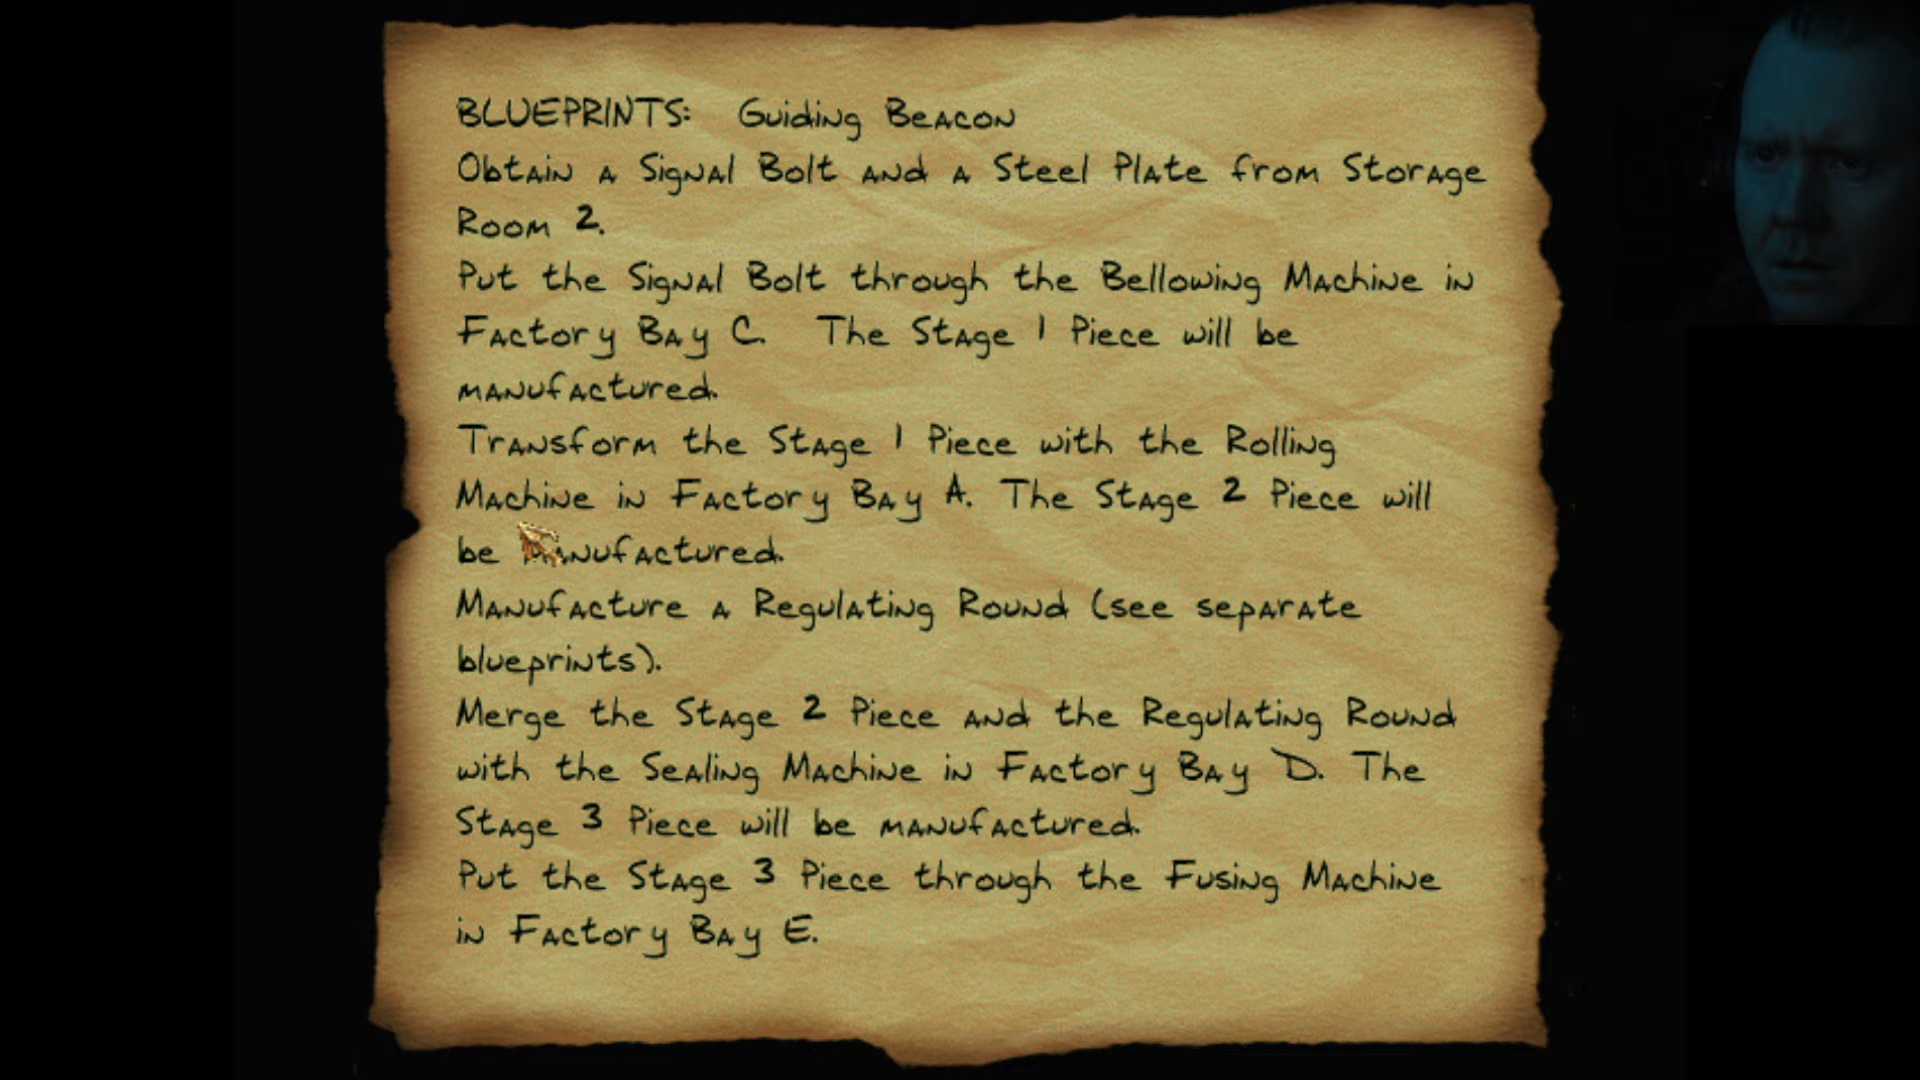 BLUEPRINTS: Guiding Beacon
Obtain a Signal Bolt and a Steel Plate from Storage
Room 2.
Put the Signal Bolt through the Bellowing Machine in
Factory Bay C. The Stage 1 Piece will be
manufactured.
Transform the Stage 1 Piece with the Rolling
Machine in Factory Bay A. The Stage 2 Piece will
be manufactured.
Manufacture a Regulating Round (see separate
blueprints).
Merge the Stage 2 Piece and the Regulating Round
with the Sealing Machine in Factory Bay D. The
Stage 3 Piece will be manufactured.
Put the Stage 3 Piece through the Fusing Machine
in Factory Bay E.